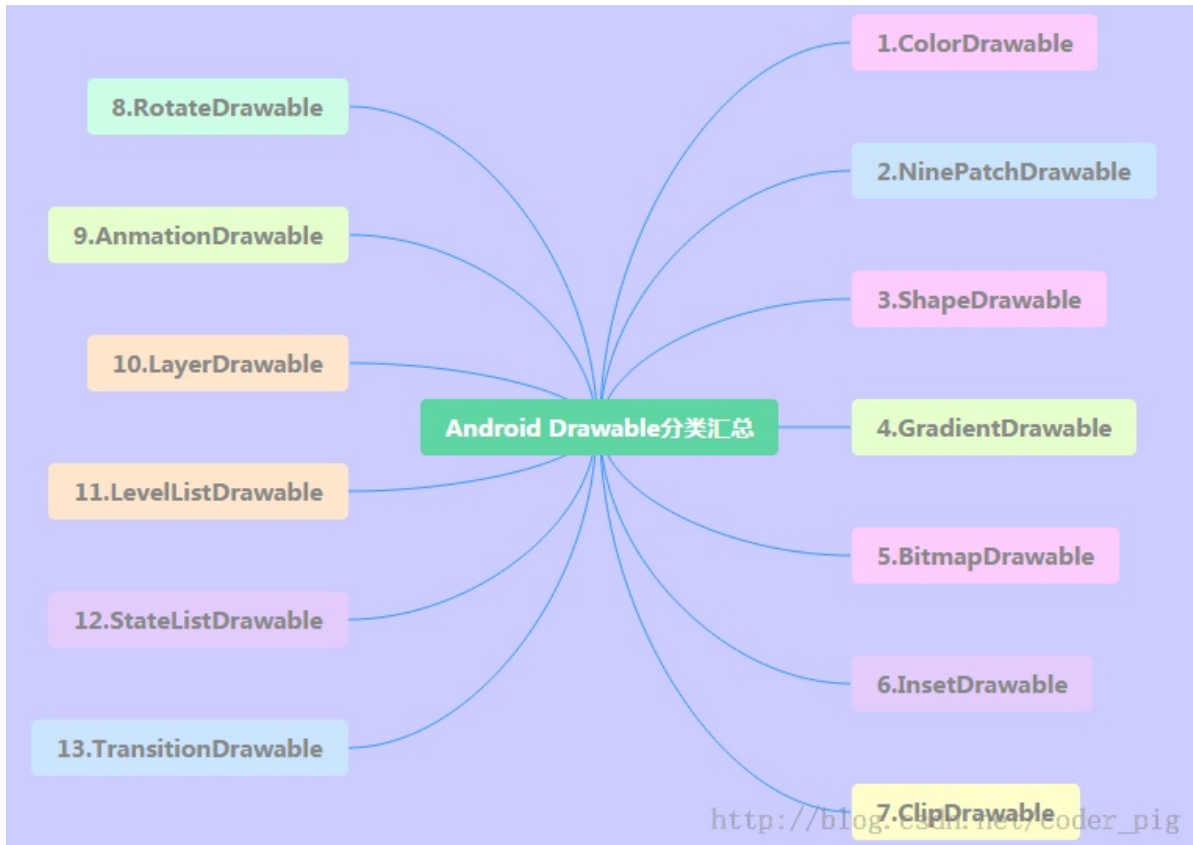 Android Drawable分类汇总
1.ColorDrawable
2.NinePatchDrawable
3.ShapeDrawable
4.GradientDrawable
5.BitmapDrawable
6.InsetDrawable
7.ClipDrawable
8.RotateDrawable
9.AnmationDrawable
10.LayerDrawable
11.LevelListDrawable
12.StateListDrawable
13.TransitionDrawable
http://blog.csdn.net/coder_pig